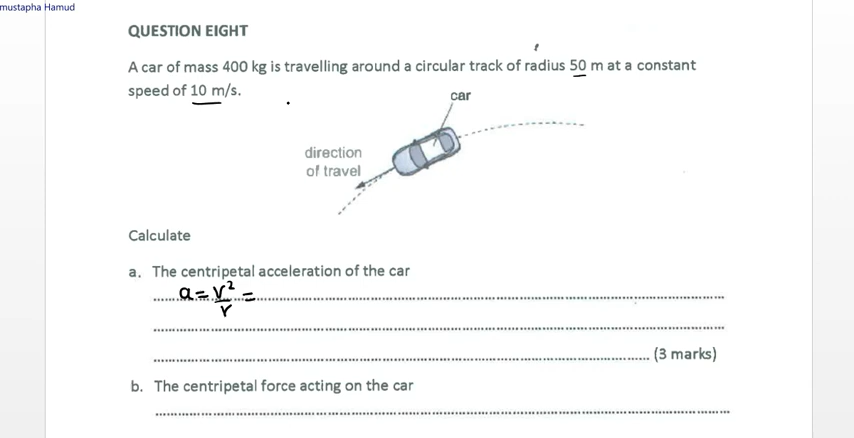 mustapha Hamud
QUESTION EIGHT
A car of mass 400 kg is travelling around a circular track of radius 50 m at a constant
speed of 10 m/s.
car
direction
of travel
Calculate
a. The centripetal acceleration of the car
a = v² =
r
(3 marks)
b. The centripetal force acting on the car